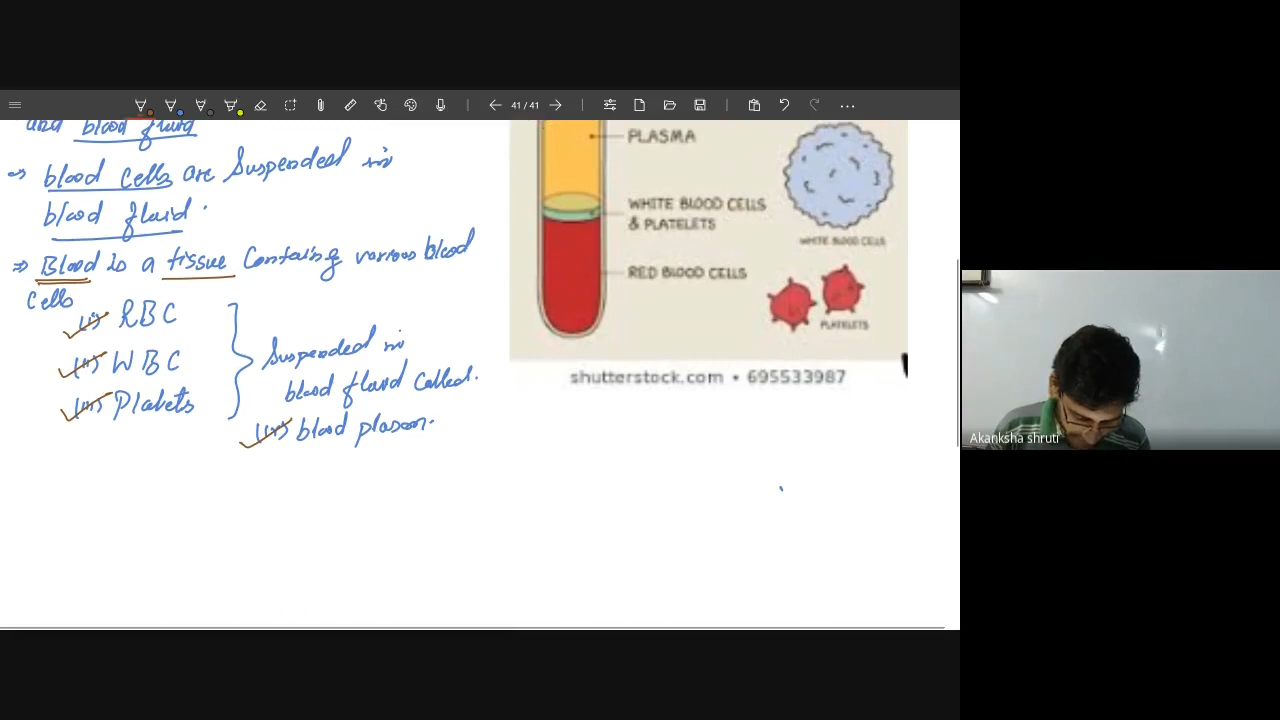 41 / 41
and blood fluid
⇒ blood cells are Suspended in
blood fluid.
⇒ Blood is a tissue Containing various blood
Cells
(i) RBC
(ii) WBC
(iii) Platets
Suspended in
blood fluid called.
(iv) blood
PLASMA
WHITE BLOOD CELLS
& PLATELETS
RED BLOOD CELLS
WHITE BLOOD CELLS
PLATELETS
shutterstock.com • 695533987
Akanksha shruti